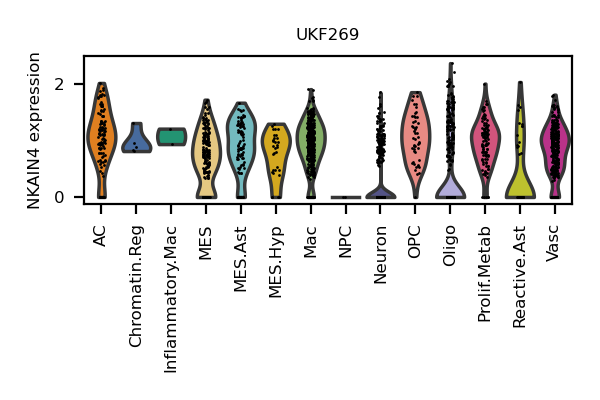 UKF269
NKAIN4 expression
2
0
AC
Chromatin.Reg
Inflammatory.Mac
MES
MES.Ast
MES.Hyp
Mac
NPC
Neuron
OPC
Oligo
Prolif.Metab
Reactive.Ast
Vasc